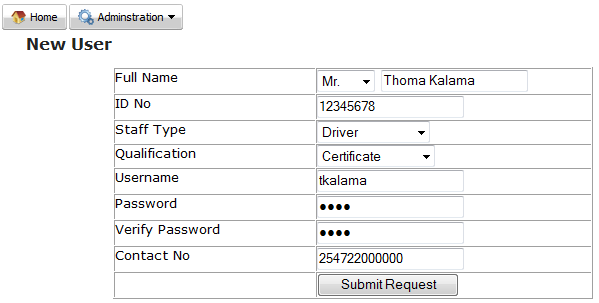 Home Adminstration
New User
Full Name Mr. Thoma Kalama
ID No 12345678
Staff Type Driver
Qualification Certificate
Username tkalama
Password ●●●●
Verify Password ●●●●
Contact No 254722000000
Submit Request